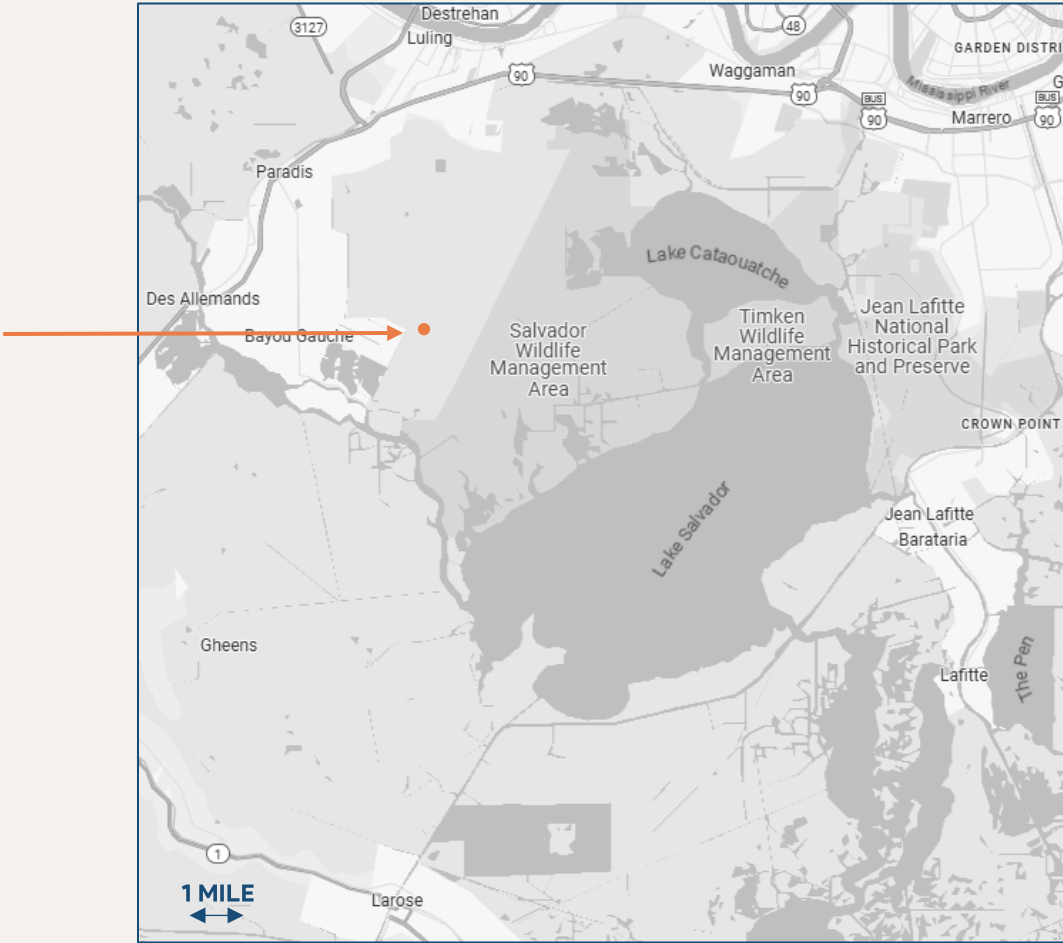 Destrehan
3127
48
Luling
GARDEN DISTRI
90
Waggaman
Mississippi River
G
90
BUS
90
BUS
90
Marrero
Paradis
Lake Cataouatche
Des Allemands
Jean Lafitte
National
Historical Park
and Preserve
Timken
Wildlife
Management
Area
Salvador
Wildlife
Management
Area
Bayou Gauche
CROWN POINT
Lake Salvador
Jean Lafitte
Barataria
Gheens
The Pen
Lafitte
1
1 MILE
Larose